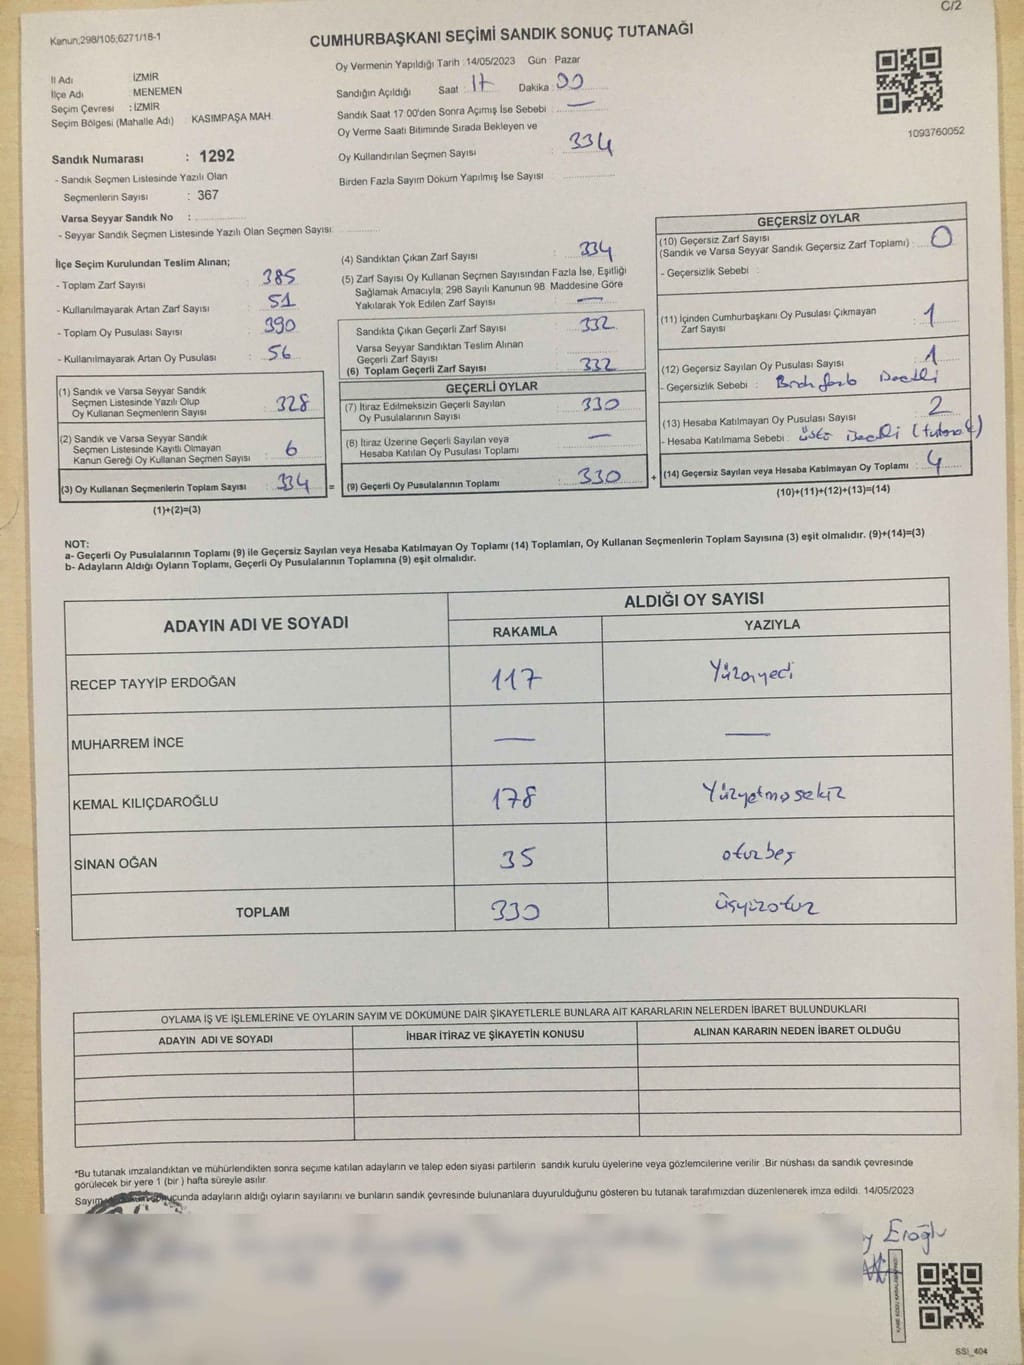 C/2
Kanun;298/105;6271/18-1
CUMHURBAŞKANI SEÇİMİ SANDIK SONUÇ TUTANAĞI
İl Adı : İZMİR
İlçe Adı : MENEMEN
Seçim Çevresi : İZMİR
Seçim Bölgesi (Mahalle Adı) : KASIMPAŞA MAH.
Sandık Numarası : 1292
- Sandık Seçmen Listesinde Yazılı Olan
Seçmenlerin Sayısı : 367
Varsa Seyyar Sandık No :
- Seyyar Sandık Seçmen Listesinde Yazılı Olan Seçmen Sayısı:
Oy Vermenin Yapıldığı Tarih : 14/05/2023 Gün : Pazar
Sandığın Açıldığı Saat : 17 Dakika : 00
Sandık Saat 17.00'den Sonra Açımış İse Sebebi : —
Oy Verme Saati Bitiminde Sırada Bekleyen ve
Oy Kullandırılan Seçmen Sayısı : 334
Birden Fazla Sayım Döküm Yapılmış İse Sayısı :
1093760052
İlçe Seçim Kurulundan Teslim Alınan;
- Toplam Zarf Sayısı : 385
- Kullanılmayarak Artan Zarf Sayısı : 51
- Toplam Oy Pusulası Sayısı : 390
- Kullanılmayarak Artan Oy Pusulası : 56
(1) Sandık ve Varsa Seyyar Sandık
Seçmen Listesinde Yazılı Olup
Oy Kullanan Seçmenlerin Sayısı : 328
(2) Sandık ve Varsa Seyyar Sandık
Seçmen Listesinde Kayıtlı Olmayan
Kanun Gereği Oy Kullanan Seçmen Sayısı : 6
(3) Oy Kullanan Seçmenlerin Toplam Sayısı : 334 =
(1)+(2)=(3)
(4) Sandıktan Çıkan Zarf Sayısı : 334
(5) Zarf Sayısı Oy Kullanan Seçmen Sayısından Fazla İse, Eşitliği
Sağlamak Amacıyla; 298 Sayılı Kanunun 98. Maddesine Göre
Yakılarak Yok Edilen Zarf Sayısı : —
Sandıkta Çıkan Geçerli Zarf Sayısı : 332
Varsa Seyyar Sandıktan Teslim Alınan
Geçerli Zarf Sayısı :
(6) Toplam Geçerli Zarf Sayısı : 332
GEÇERLİ OYLAR
(7) İtiraz Edilmeksizin Geçerli Sayılan
Oy Pusulalarının Sayısı : 330
(8) İtiraz Üzerine Geçerli Sayılan veya
Hesaba Katılan Oy Pusulası Toplamı : —
(9) Geçerli Oy Pusulalarının Toplamı : 330 +
GEÇERSİZ OYLAR
(10) Geçersiz Zarf Sayısı
(Sandık ve Varsa Seyyar Sandık Geçersiz Zarf Toplamı) : 0
- Geçersizlik Sebebi :
(11) İçinden Cumhurbaşkanı Oy Pusulası Çıkmayan
Zarf Sayısı : 1
(12) Geçersiz Sayılan Oy Pusulası Sayısı : 1
- Geçersizlik Sebebi :
(13) Hesaba Katılmayan Oy Pusulası Sayısı : 2
- Hesaba Katılmama Sebebi :
(14) Geçersiz Sayılan veya Hesaba Katılmayan Oy Toplamı : 4
(10)+(11)+(12)+(13)=(14)
NOT:
a- Geçerli Oy Pusulalarının Toplamı (9) ile Geçersiz Sayılan veya Hesaba Katılmayan Oy Toplamı (14) Toplamları, Oy Kullanan Seçmenlerin Toplam Sayısına (3) eşit olmalıdır. (9)+(14)=(3)
b- Adayların Aldığı Oyların Toplamı, Geçerli Oy Pusulalarının Toplamına (9) eşit olmalıdır.
ADAYIN ADI VE SOYADI ALDIĞI OY SAYISI
RAKAMLA YAZIYLA
RECEP TAYYİP ERDOĞAN 117 Yüzonyedi
MUHARREM İNCE — —
KEMAL KILIÇDAROĞLU 178 Yüzyetmişsekiz
SİNAN OĞAN 35 otuzbeş
TOPLAM 330 üçyüzotuz
OYLAMA İŞ VE İŞLEMLERİNE VE OYLARIN SAYIM VE DÖKÜMÜNE DAİR ŞİKAYETLERLE BUNLARA AİT KARARLARIN NELERDEN İBARET BULUNDUKLARI
ADAYIN ADI VE SOYADI İHBAR İTİRAZ VE ŞİKAYETİN KONUSU ALINAN KARARIN NEDEN İBARET OLDUĞU
*Bu tutanak imzalandıktan ve mühürlendikten sonra seçime katılan adayların ve talep eden siyasi partilerin sandık kurulu üyelerine veya gözlemcilerine verilir .Bir nüshası da sandık çevresinde
görülecek bir yere 1 (bir ) hafta süreyle asılır
adayların aldığı oyların sayılarını ve bunların sandık çevresinde bulunanlara duyurulduğunu gösteren bu tutanak tarafımızdan düzenlenerek imza edildi. 14/05/2023
Eroğlu
SSI_404